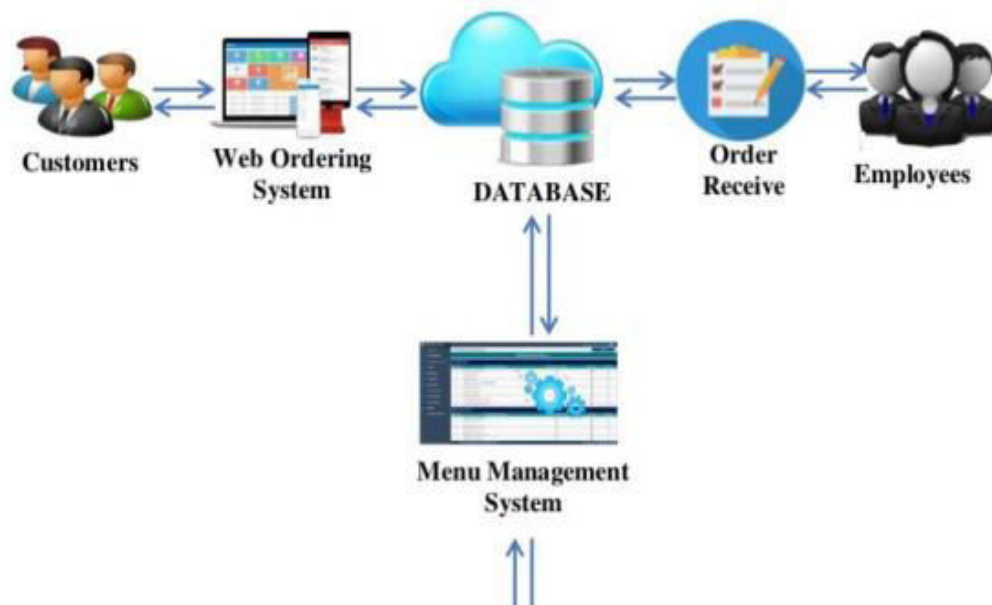 Customers
Web Ordering
System
DATABASE
Order
Receive
Employees
Menu Management
System